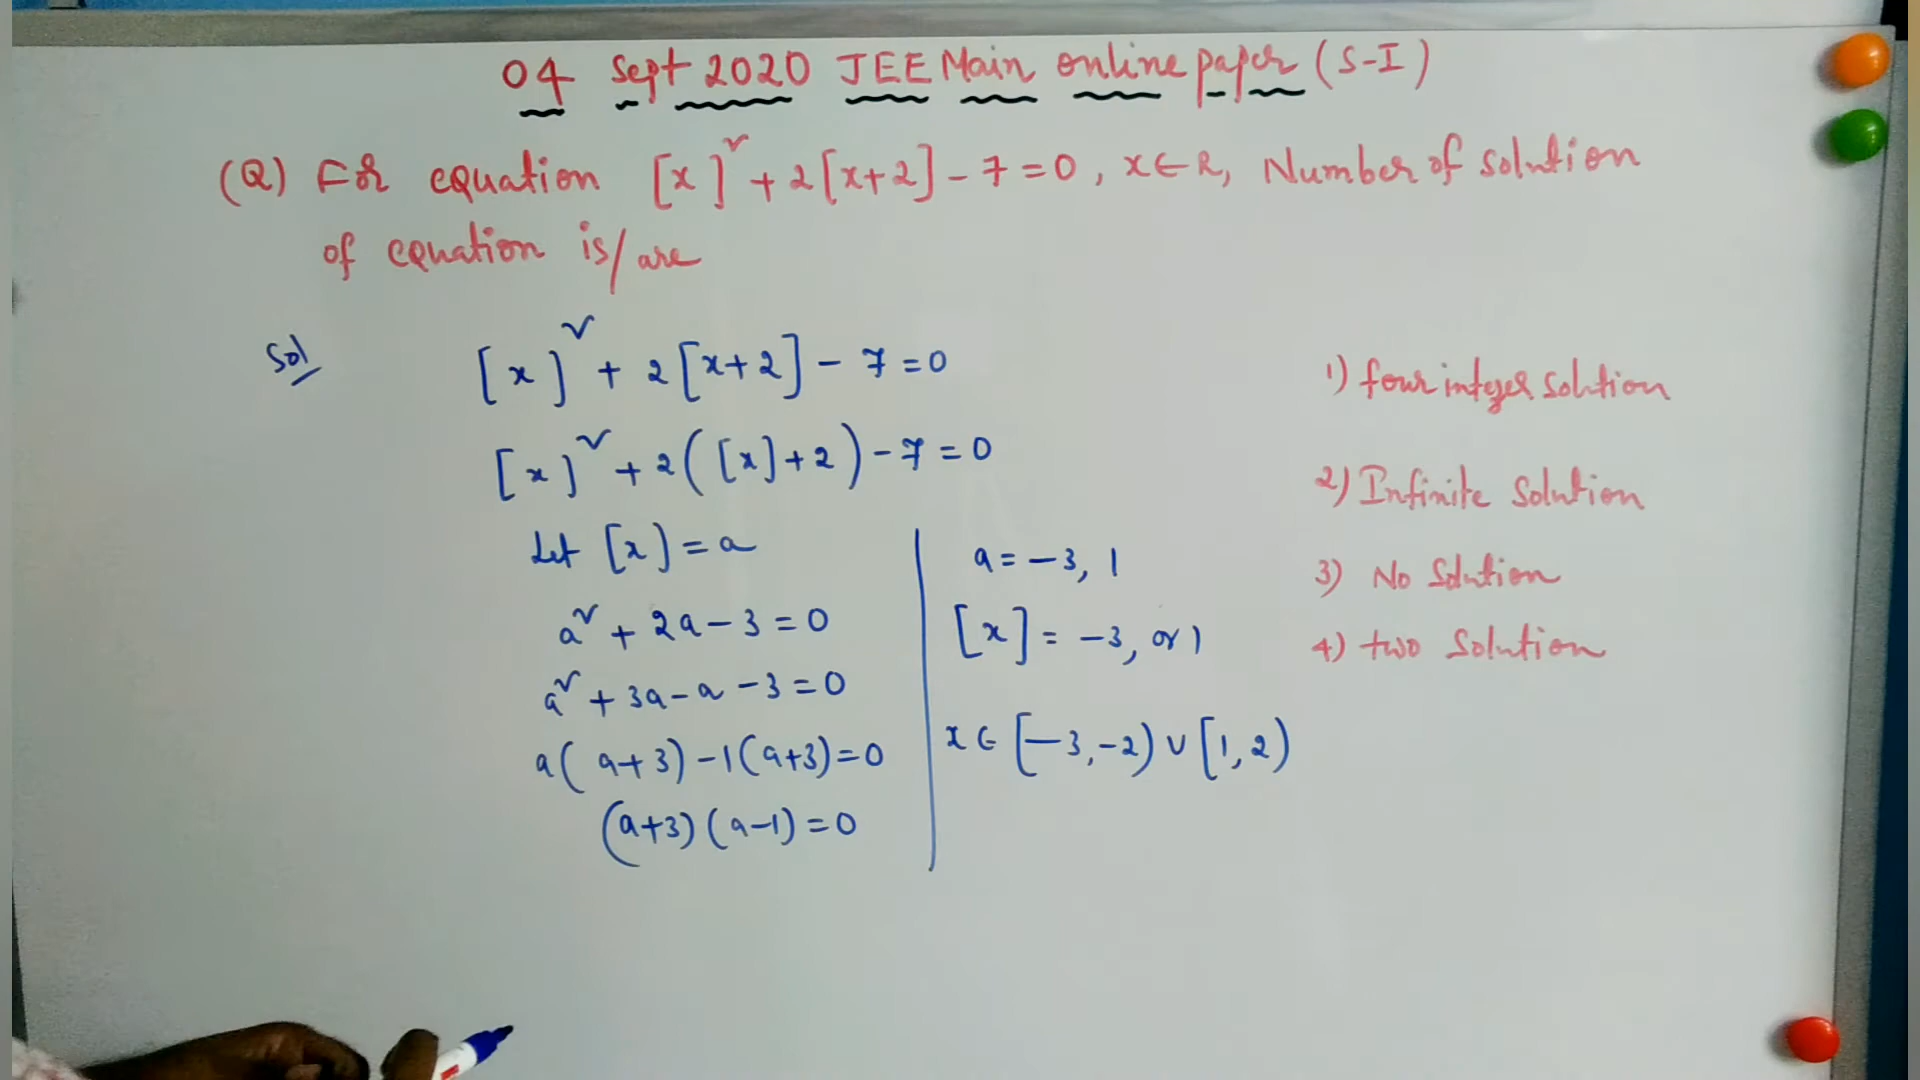 04 Sept 2020 JEE Main online paper (S-I)
(Q) For equation [x]² + 2[x+2] - 7 = 0, x∈R, Number of solution
of equation is/are
Sol
[x]² + 2[x+2] - 7 = 0
[x]² + 2([x]+2) - 7 = 0
Let [x] = a
a² + 2a - 3 = 0
a² + 3a - a - 3 = 0
a(a+3) - 1(a+3) = 0
(a+3)(a-1) = 0
a = -3, 1
[x] = -3, or 1
x ∈ [-3,-2) ∪ [1,2)
1) four integer solution
2) Infinite solution
3) No solution
4) two solution